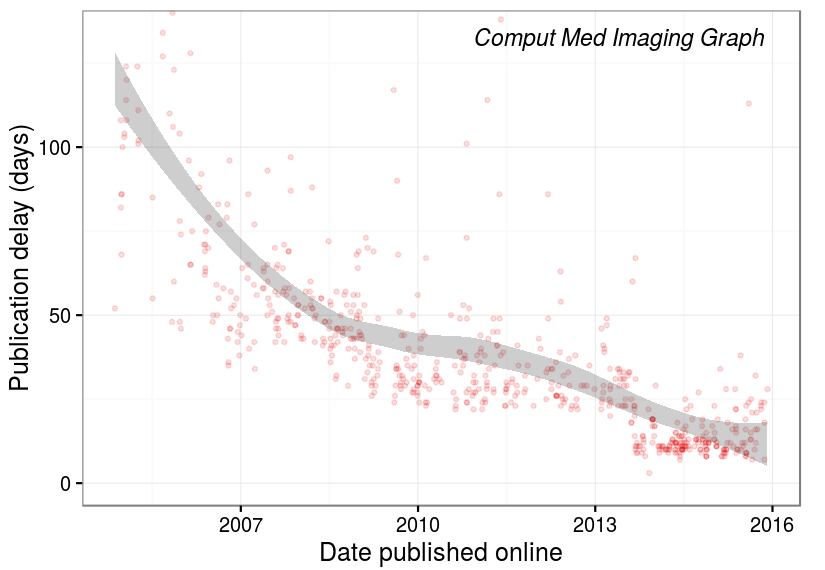 Comput Med Imaging Graph
Publication delay (days)
100
50
0
2007 2010 2013 2016
Date published online